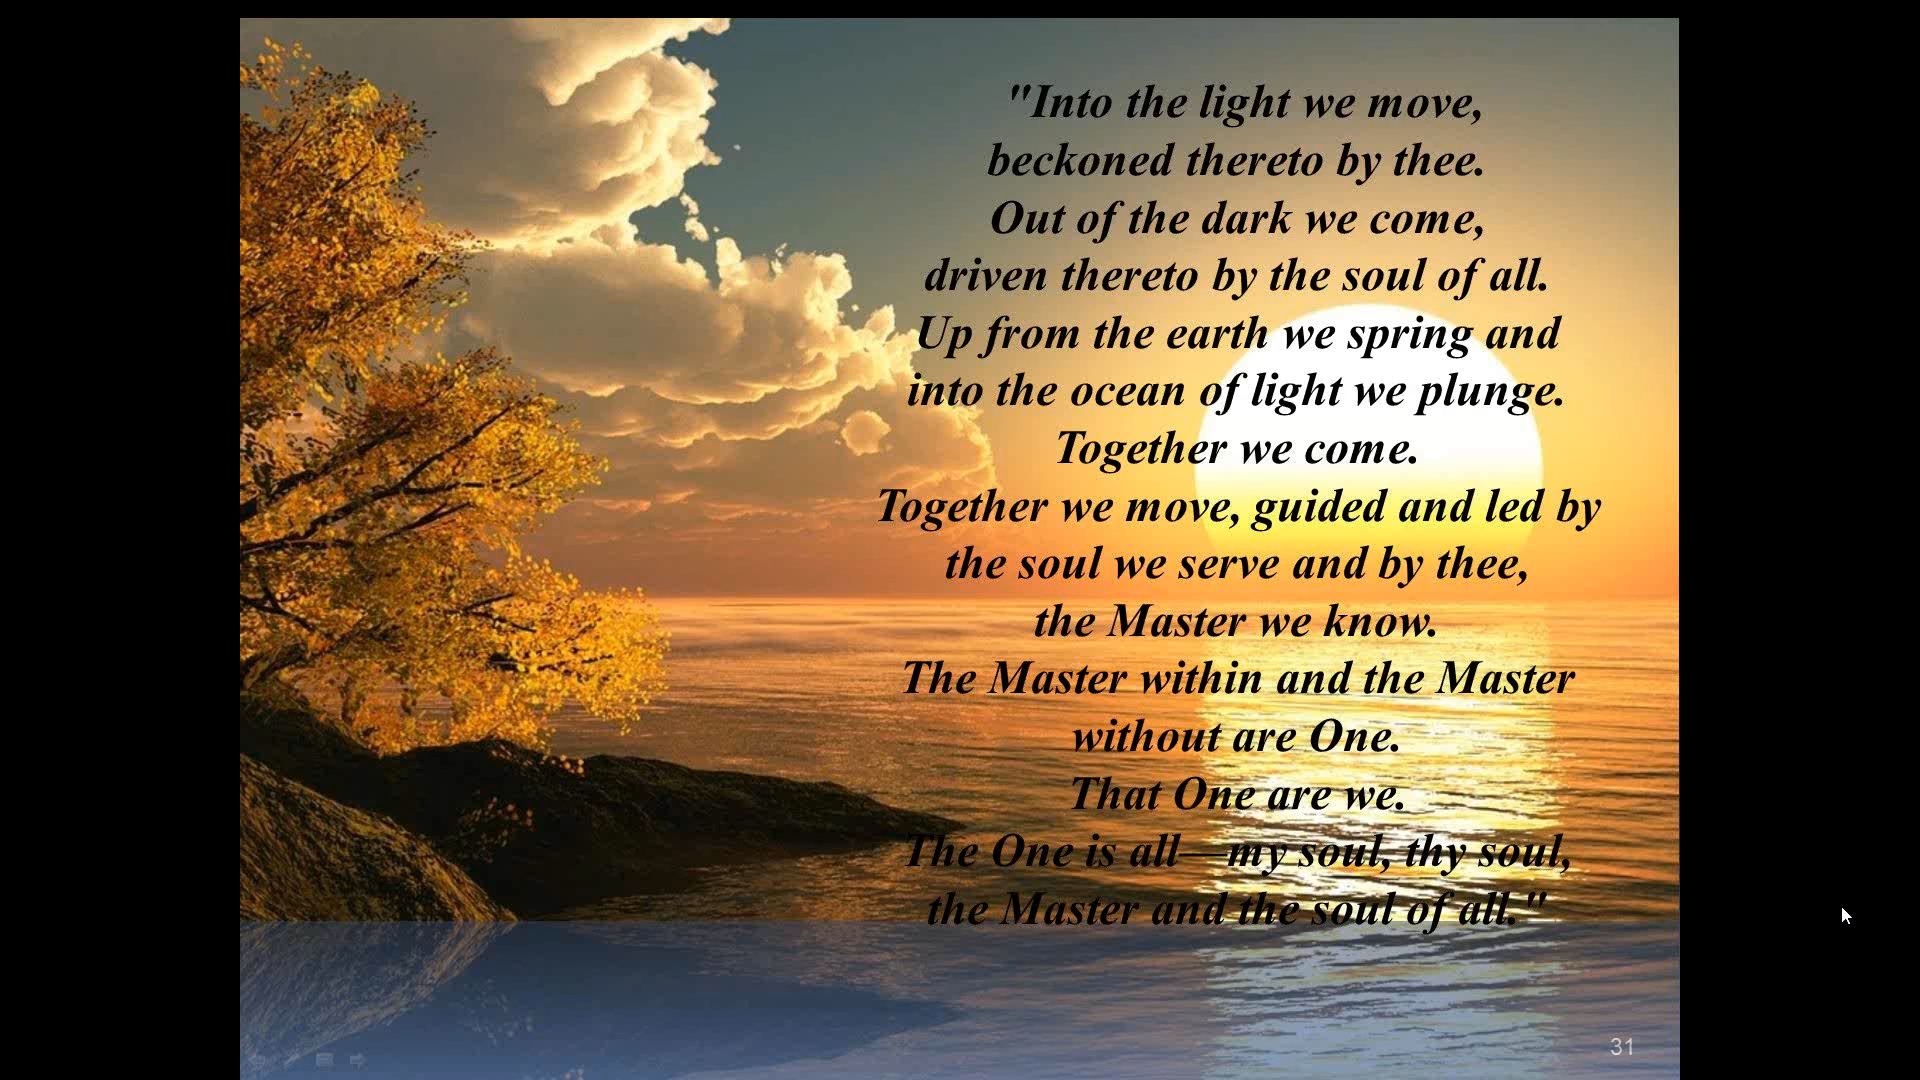 "Into the light we move,
beckoned thereto by thee.
Out of the dark we come,
driven thereto by the soul of all.
Up from the earth we spring and
into the ocean of light we plunge.
Together we come.
Together we move, guided and led by
the soul we serve and by thee,
the Master we know.
The Master within and the Master
without are One.
That One are we.
The One is all—my soul, thy soul,
the Master and the soul of all."
31